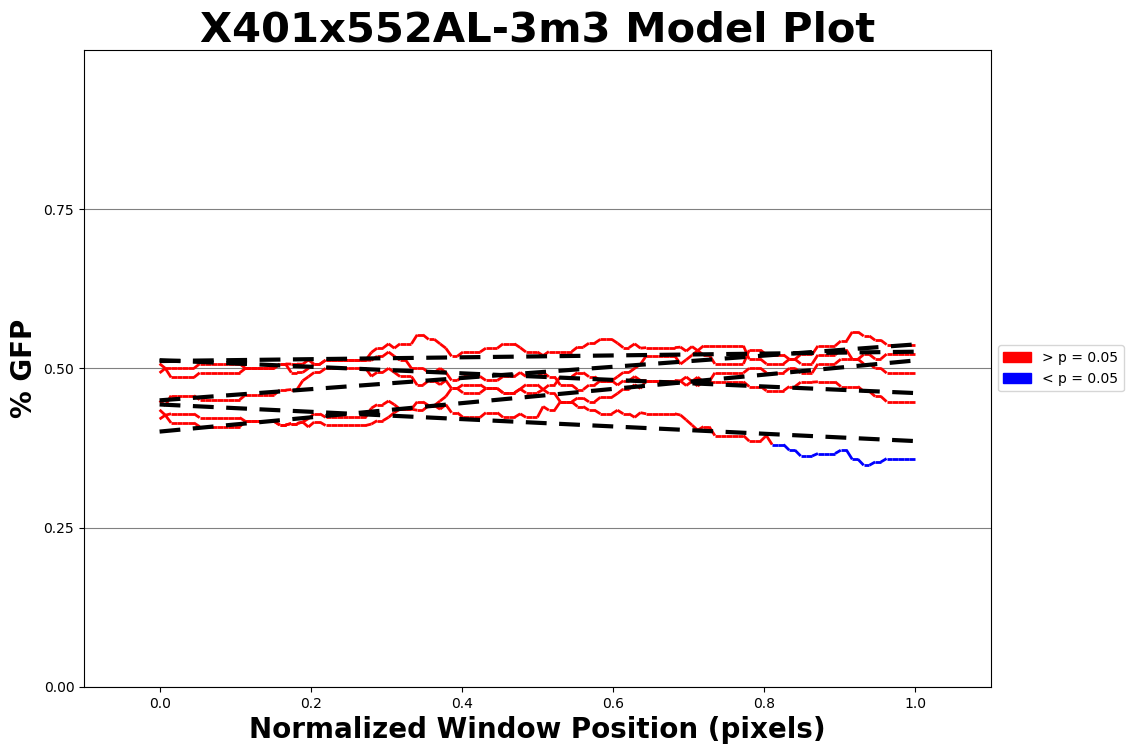 X401x552AL-3m3 Model Plot
% GFP
0.75
0.50
0.25
0.00
0.0 0.2 0.4 0.6 0.8 1.0
Normalized Window Position (pixels)
> p = 0.05
< p = 0.05